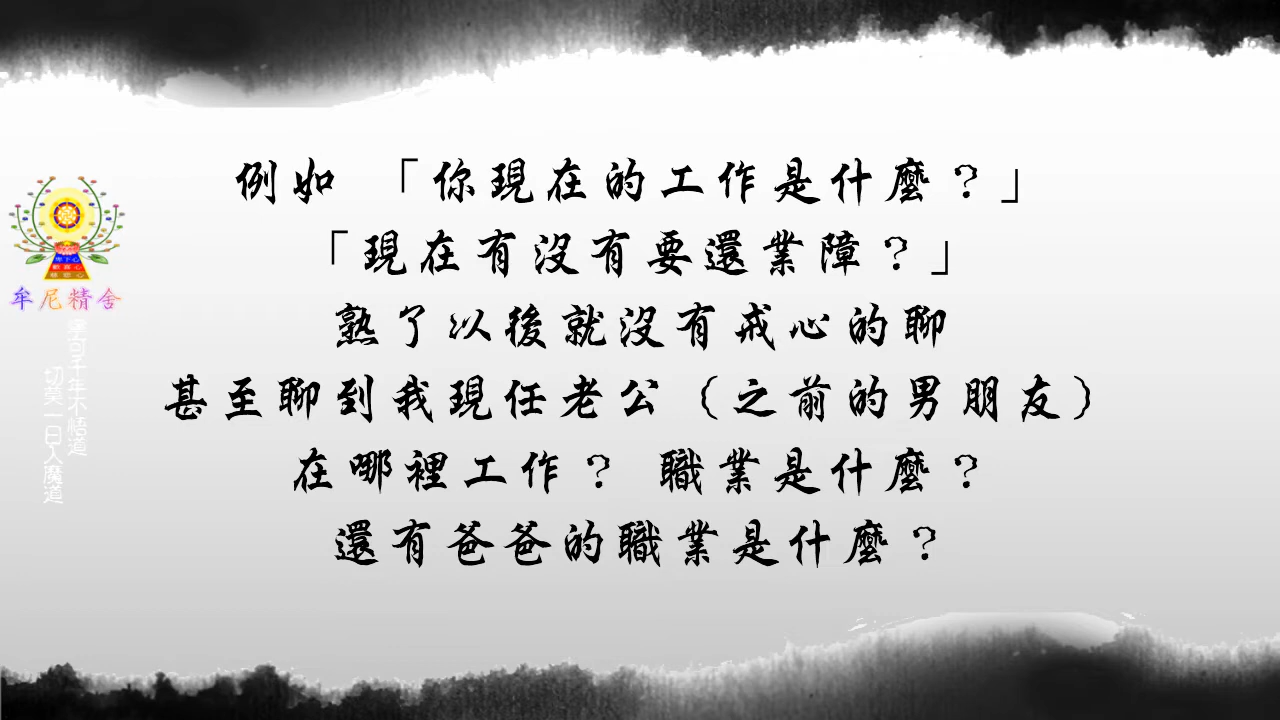 例如 「你現在的工作是什麼？」
「現在有沒有要還業障？」
熟了以後就沒有戒心的聊
甚至聊到我現任老公（之前的男朋友）
在哪裡工作？ 職業是什麼？
還有爸爸的職業是什麼？
牟尼精舍
寧可千年不悟道
切莫一日入魔道